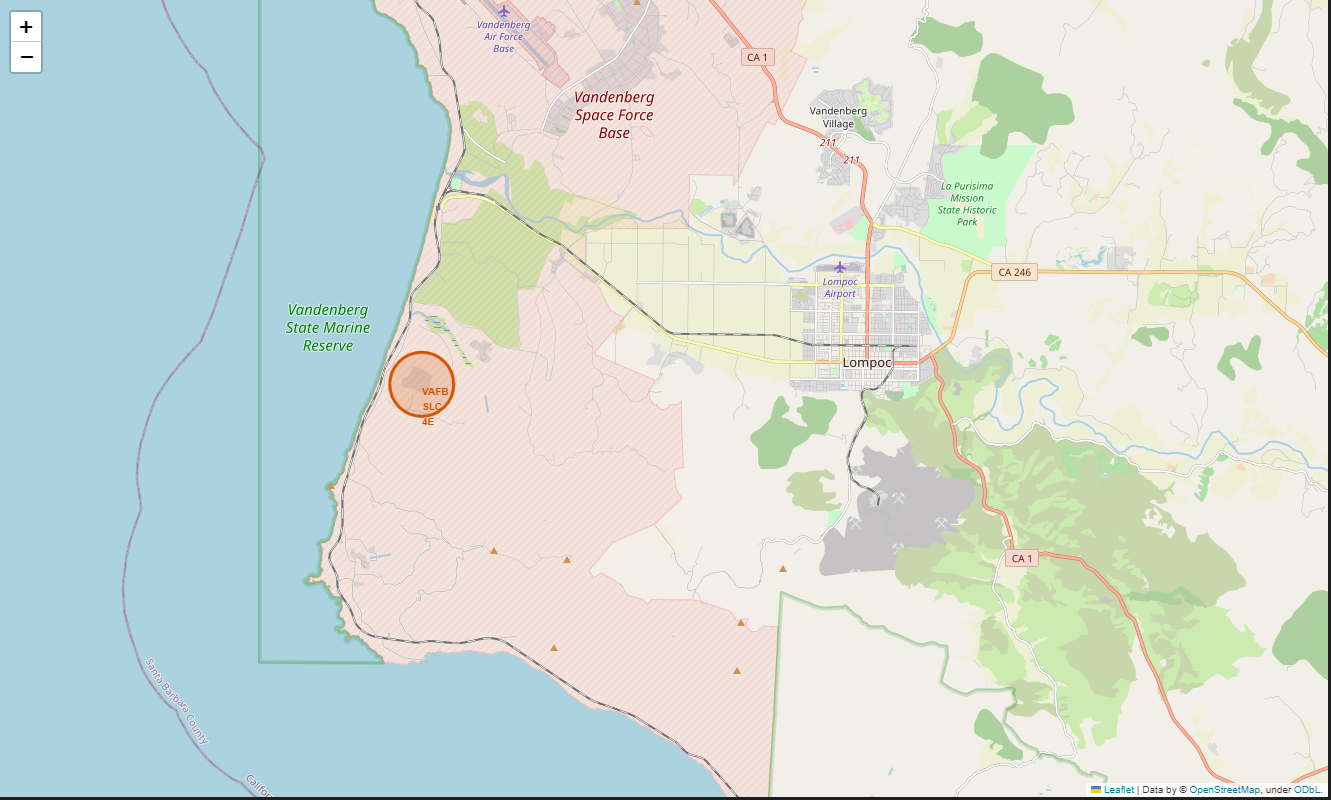 +
−
Vandenberg
Air Force
Base
CA 1
Vandenberg
Space Force
Base
Vandenberg
Village
211
211
La Purisima
Mission
State Historic
Park
CA 246
Lompoc
Airport
Vandenberg
State Marine
Reserve
Lompoc
VAFB
SLC
4E
CA 1
Santa Barbara County
Leaflet | Data by © OpenStreetMap, under ODbL.